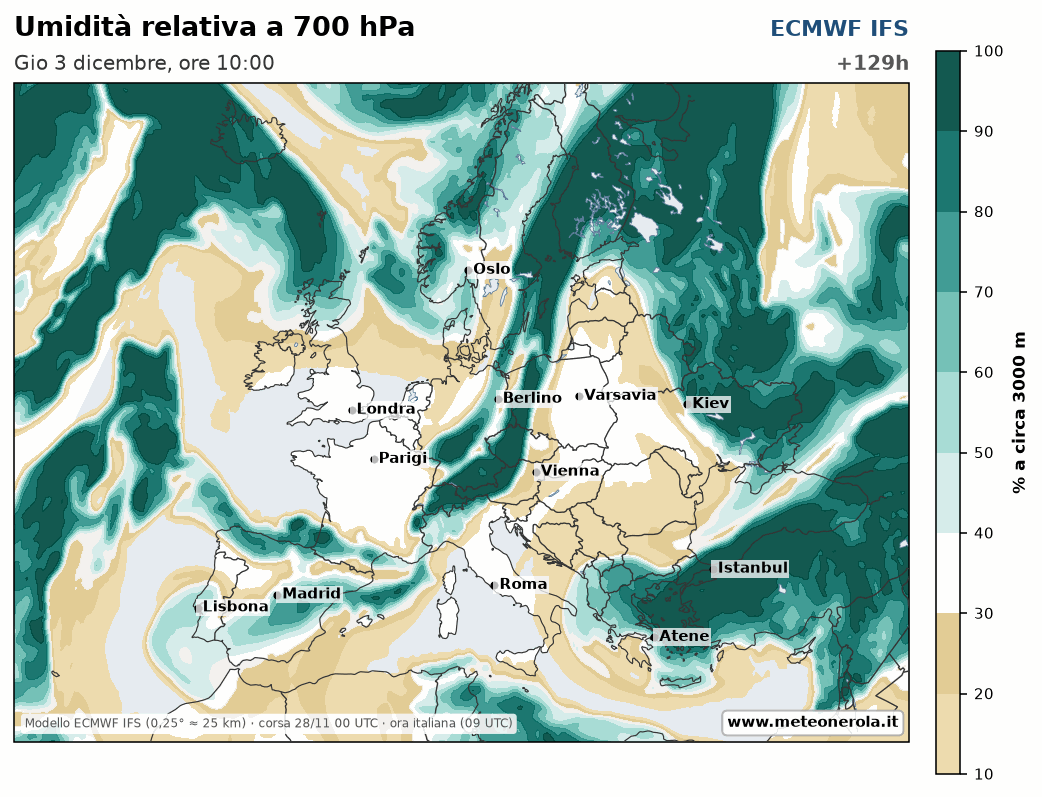 Umidità relativa a 700 hPa
ECMWF IFS
Gio 3 dicembre, ore 10:00
+129h
100
90
80
70
60
50
40
30
20
10
% a circa 3000 m
Oslo
Berlino
Varsavia
Kiev
Londra
Parigi
Vienna
Istanbul
Roma
Madrid
Lisbona
Atene
Modello ECMWF IFS (0,25° ≈ 25 km) · corsa 28/11 00 UTC · ora italiana (09 UTC)
www.meteonerola.it